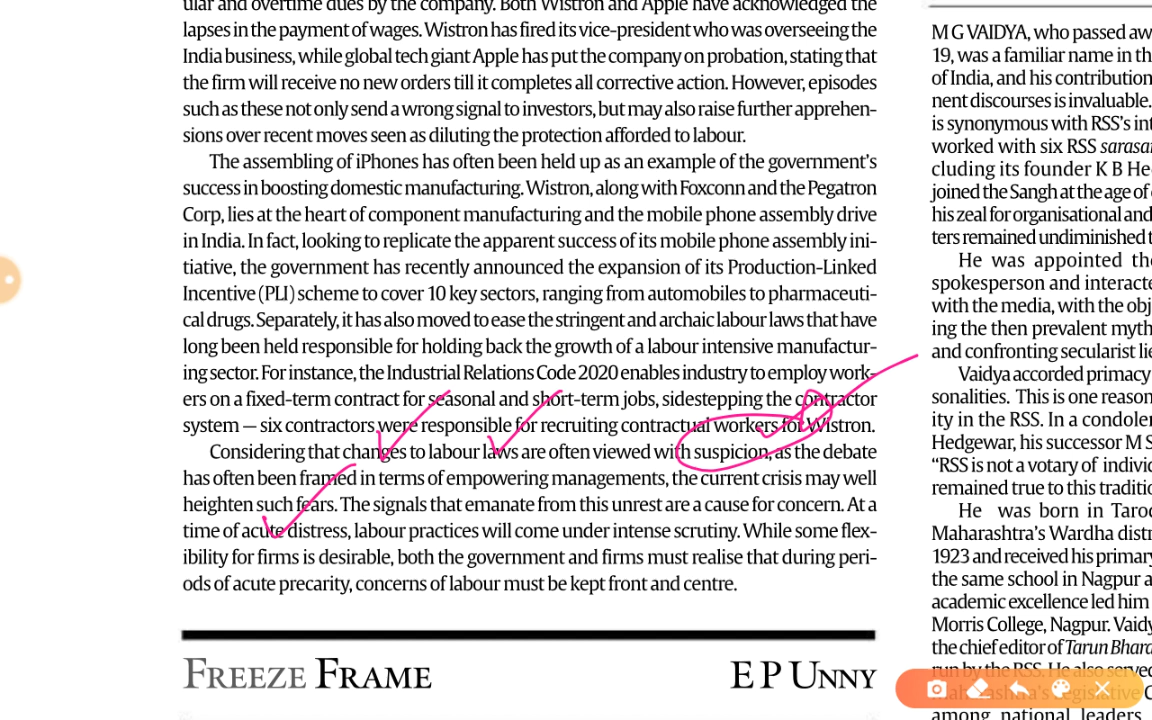 ular and overtime dues by the company. Both Wistron and Apple have acknowledged the
lapses in the payment of wages. Wistron has fired its vice-president who was overseeing the
India business, while global tech giant Apple has put the company on probation, stating that
the firm will receive no new orders till it completes all corrective action. However, episodes
such as these not only send a wrong signal to investors, but may also raise further apprehen-
sions over recent moves seen as diluting the protection afforded to labour.
The assembling of iPhones has often been held up as an example of the government's
success in boosting domestic manufacturing. Wistron, along with Foxconn and the Pegatron
Corp, lies at the heart of component manufacturing and the mobile phone assembly drive
in India. In fact, looking to replicate the apparent success of its mobile phone assembly ini-
tiative, the government has recently announced the expansion of its Production-Linked
Incentive (PLI) scheme to cover 10 key sectors, ranging from automobiles to pharmaceuti-
cal drugs. Separately, it has also moved to ease the stringent and archaic labour laws that have
long been held responsible for holding back the growth of a labour intensive manufactur-
ing sector. For instance, the Industrial Relations Code 2020 enables industry to employ work-
ers on a fixed-term contract for seasonal and short-term jobs, sidestepping the contractor
system — six contractors were responsible for recruiting contractual workers for Wistron.
Considering that changes to labour laws are often viewed with suspicion, as the debate
has often been framed in terms of empowering managements, the current crisis may well
heighten such fears. The signals that emanate from this unrest are a cause for concern. At a
time of acute distress, labour practices will come under intense scrutiny. While some flex-
ibility for firms is desirable, both the government and firms must realise that during peri-
ods of acute precarity, concerns of labour must be kept front and centre.
FREEZE FRAME
E P UNNY
M G VAIDYA, who passed aw
19, was a familiar name in th
of India, and his contribution
nent discourses is invaluable.
is synonymous with RSS's int
worked with six RSS sarasa
cluding its founder K B He
joined the Sangh at the age of
his zeal for organisational and
ters remained undiminished t
He was appointed the
spokesperson and interacte
with the media, with the obj
ing the then prevalent myth
and confronting secularist lie
Vaidya accorded primacy
sonalities. This is one reason
ity in the RSS. In a condolen
Hedgewar, his successor M S
"RSS is not a votary of individ
remained true to this traditio
He was born in Taroc
Maharashtra's Wardha distr
1923 and received his primary
the same school in Nagpur a
academic excellence led him
Morris College, Nagpur. Vaidy
the chief editor of Tarun Bhara
run by the RSS. He also served
Maharashtra's Legislative C
among national leaders